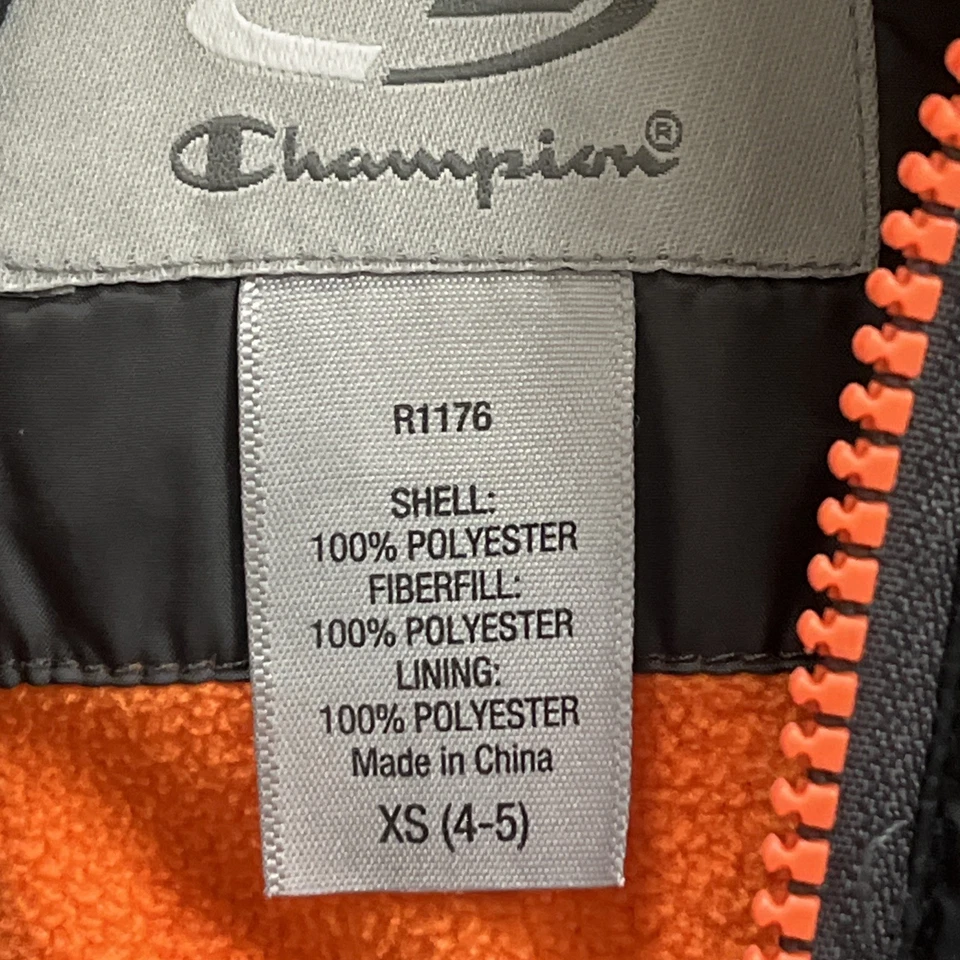 Champion®
R1176
SHELL:
100% POLYESTER
FIBERFILL:
100% POLYESTER
LINING:
100% POLYESTER
Made in China
XS (4-5)